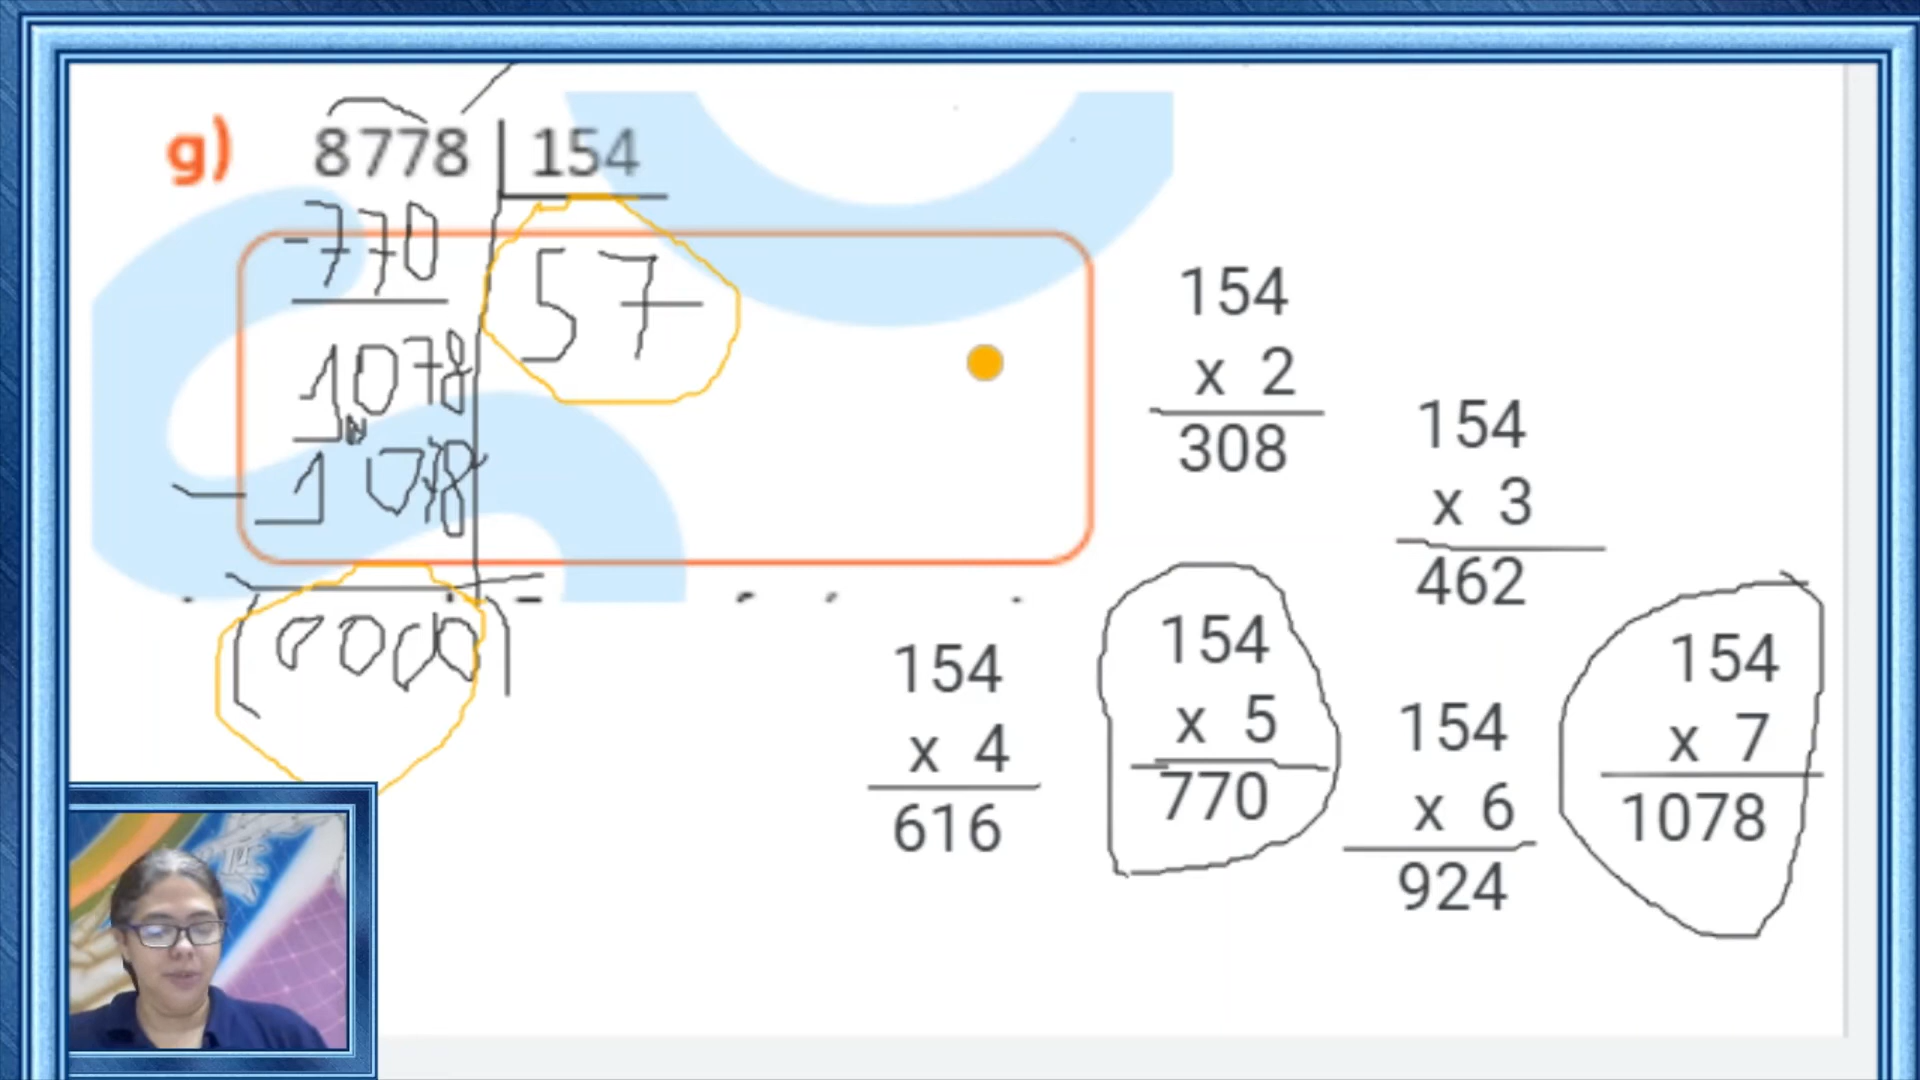 g) 8778 154
-770
57
1078
- 1078
0000
154
x 2
308
154
x 3
462
154
x 4
616
154
x 5
770
154
x 6
924
154
x 7
1078